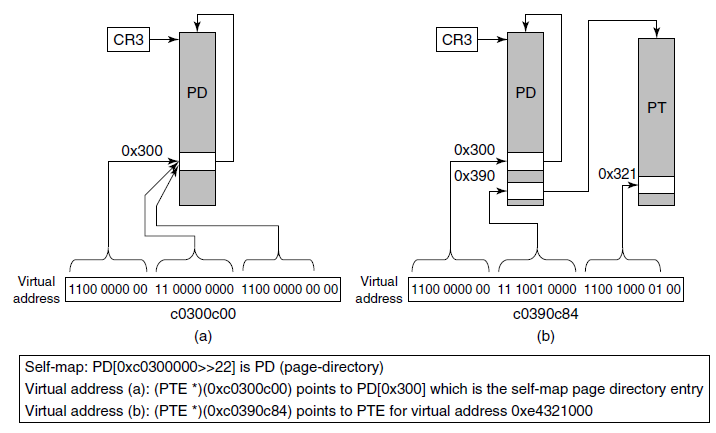 CR3
PD
0x300
Virtual address
1100 0000 00 11 0000 0000 1100 0000 00 00
c0300c00
(a)
CR3
PD
PT
0x300
0x390
0x321
Virtual address
1100 0000 00 11 1001 0000 1100 1000 01 00
c0390c84
(b)
Self-map: PD[0xc0300000>>22] is PD (page-directory)
Virtual address (a): (PTE *)(0xc0300c00) points to PD[0x300] which is the self-map page directory entry
Virtual address (b): (PTE *)(0xc0390c84) points to PTE for virtual address 0xe4321000